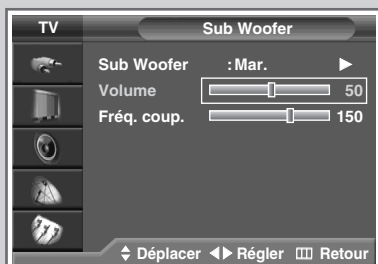 TV
Sub Woofer
Sub Woofer : Mar.
Volume 50
Fréq. coup. 150
Déplacer Régler Retour